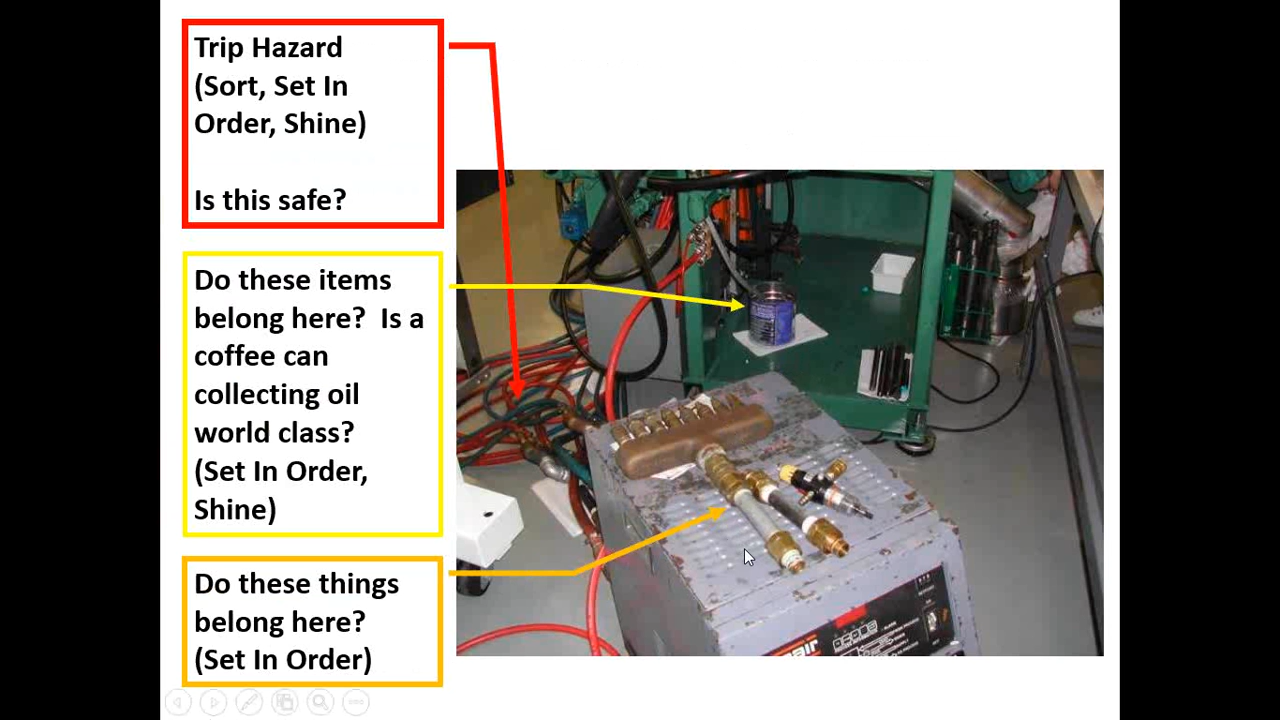 Trip Hazard
(Sort, Set In
Order, Shine)
Is this safe?
Do these items
belong here?  Is a
coffee can
collecting oil
world class?
(Set In Order,
Shine)
Do these things
belong here?
(Set In Order)